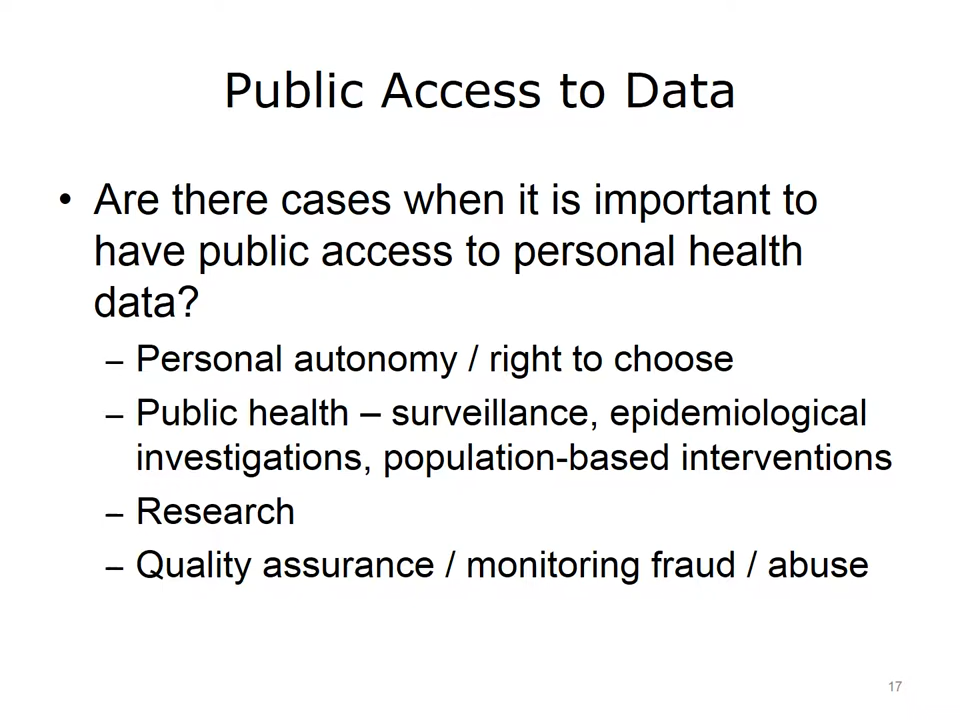 Public Access to Data
• Are there cases when it is important to
have public access to personal health
data?
– Personal autonomy / right to choose
– Public health – surveillance, epidemiological
investigations, population-based interventions
– Research
– Quality assurance / monitoring fraud / abuse
17